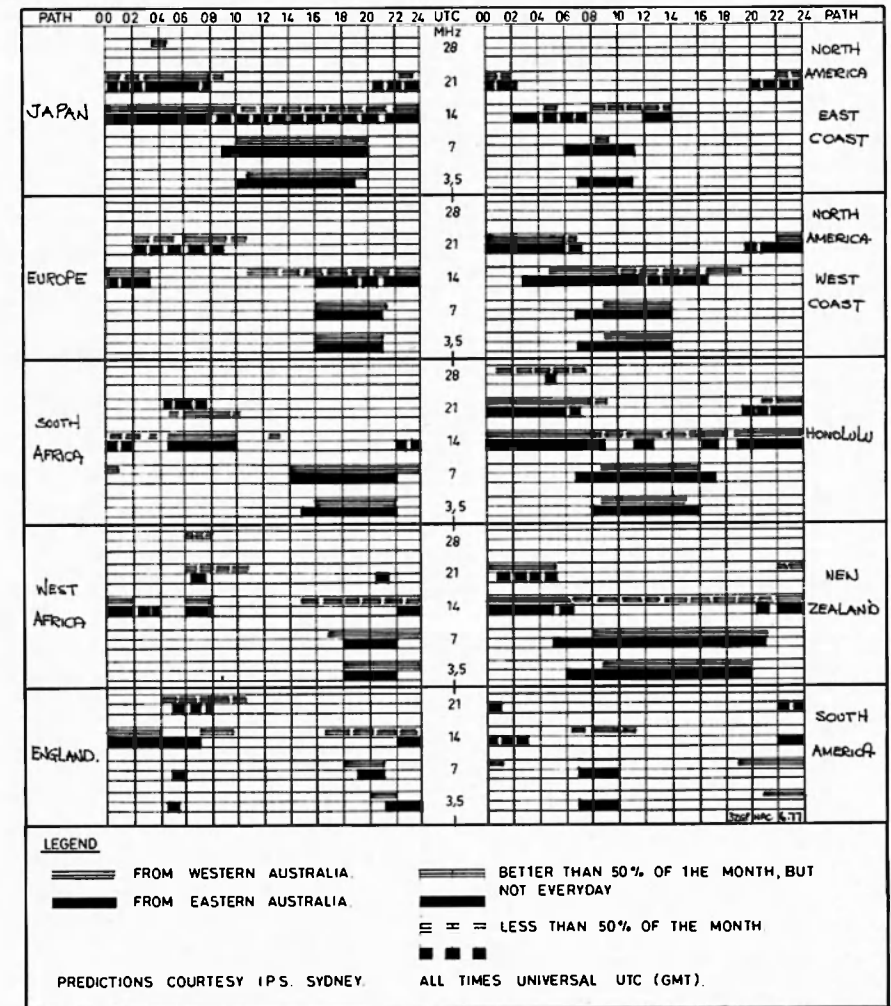 PATH 00 02 04 06 08 10 12 14 16 18 20 22 UTC 00 02 04 06 08 10 12 14 16 18 20 22 24 PATH
MHz
28
21
JAPAN 14
7
3,5
NORTH
AMERICA
EAST
COAST
28
21
EUROPE 14
7
3,5
NORTH
AMERICA
WEST
COAST
28
21
SOUTH
AFRICA
14
7
3,5
HONOLULU
28
21
WEST
AFRICA
14
7
3,5
NEW
ZEALAND
21
14
ENGLAND.
7
3,5
SOUTH
AMERICA
6.77
LEGEND
FROM WESTERN AUSTRALIA.
FROM EASTERN AUSTRALIA.
BETTER THAN 50% OF THE MONTH, BUT
NOT EVERYDAY
LESS THAN 50% OF THE MONTH.
PREDICTIONS COURTESY I.P.S. SYDNEY.
ALL TIMES UNIVERSAL UTC (GMT).